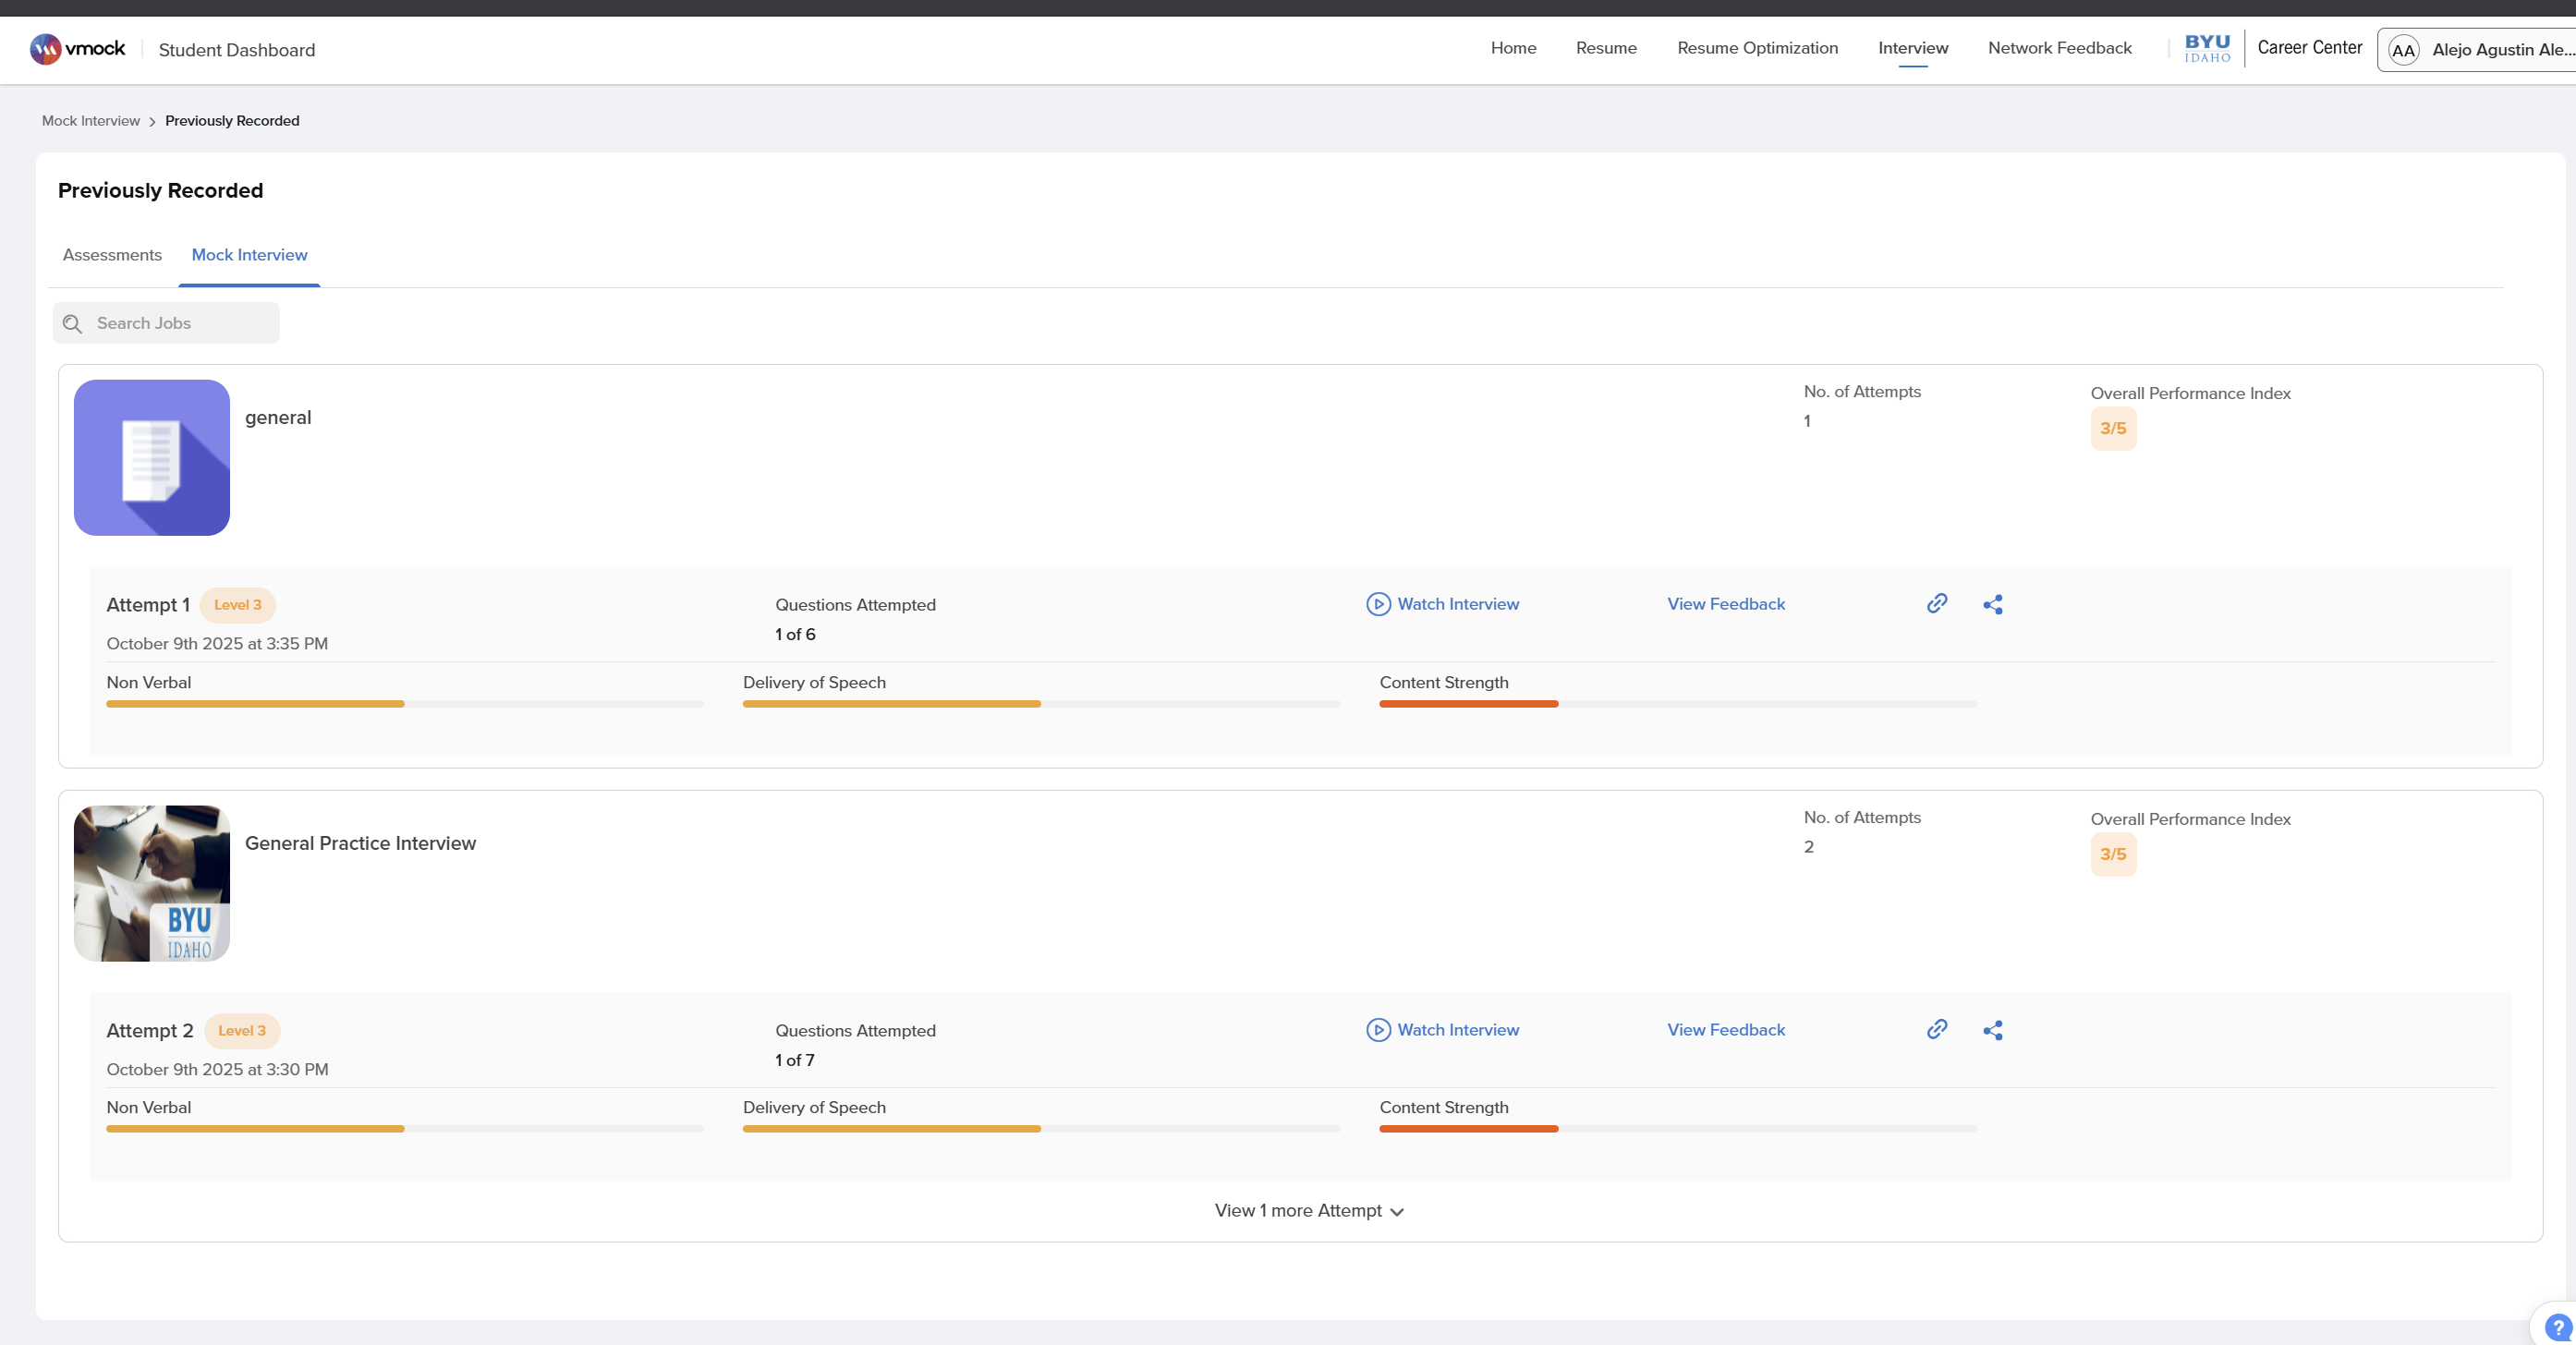 vmock
Student Dashboard
Home
Resume
Resume Optimization
Interview
Network Feedback
BYU
IDAHO
Career Center
AA
Alejo Agustin Ale...
Mock Interview > Previously Recorded
Previously Recorded
Assessments
Mock Interview
Search Jobs
general
No. of Attempts
1
Overall Performance Index
3/5
Attempt 1
Level 3
October 9th 2025 at 3:35 PM
Questions Attempted
1 of 6
Watch Interview
View Feedback
Non Verbal
Delivery of Speech
Content Strength
BYU
IDAHO
General Practice Interview
No. of Attempts
2
Overall Performance Index
3/5
Attempt 2
Level 3
October 9th 2025 at 3:30 PM
Questions Attempted
1 of 7
Watch Interview
View Feedback
Non Verbal
Delivery of Speech
Content Strength
View 1 more Attempt
?